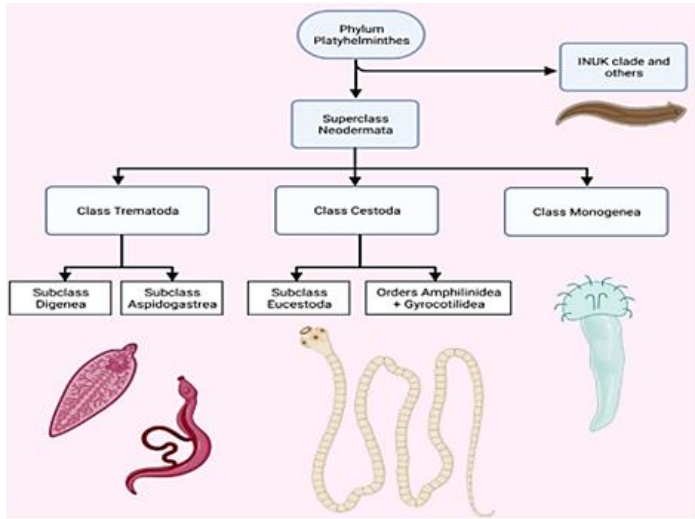 Phylum
Platyhelminthes
INUK clade and
others
Superclass
Neodermata
Class Trematoda
Class Cestoda
Class Monogenea
Subclass
Digenea
Subclass
Aspidogastrea
Subclass
Eucestoda
Orders Amphilinidea
+ Gyrocotilidea